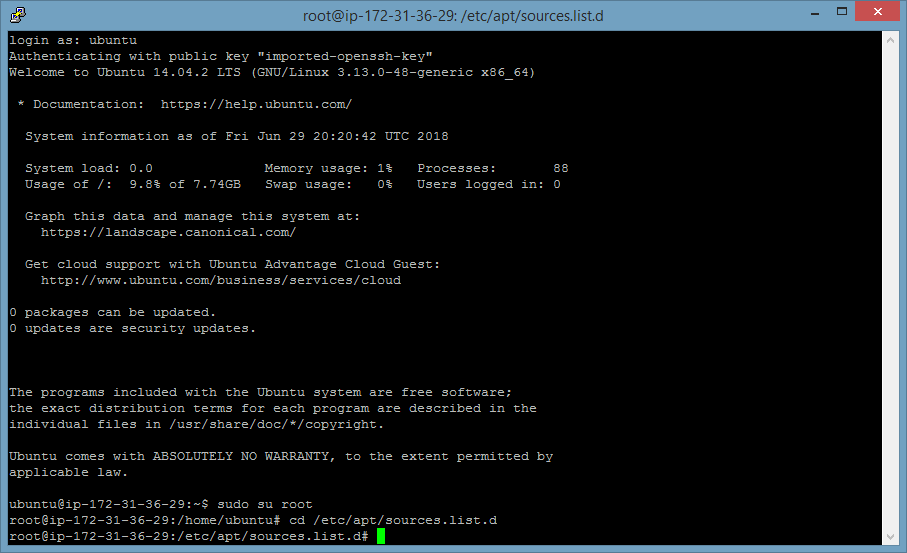 root@ip-172-31-36-29: /etc/apt/sources.list.d
login as: ubuntu
Authenticating with public key "imported-openssh-key"
Welcome to Ubuntu 14.04.2 LTS (GNU/Linux 3.13.0-48-generic x86_64)
* Documentation:  https://help.ubuntu.com/
System information as of Fri Jun 29 20:20:42 UTC 2018
System load: 0.0              Memory usage: 1%   Processes:       88
Usage of /:  9.8% of 7.74GB   Swap usage:   0%   Users logged in: 0
Graph this data and manage this system at:
https://landscape.canonical.com/
Get cloud support with Ubuntu Advantage Cloud Guest:
http://www.ubuntu.com/business/services/cloud
0 packages can be updated.
0 updates are security updates.
The programs included with the Ubuntu system are free software;
the exact distribution terms for each program are described in the
individual files in /usr/share/doc/*/copyright.
Ubuntu comes with ABSOLUTELY NO WARRANTY, to the extent permitted by
applicable law.
ubuntu@ip-172-31-36-29:~$ sudo su root
root@ip-172-31-36-29:/home/ubuntu# cd /etc/apt/sources.list.d
root@ip-172-31-36-29:/etc/apt/sources.list.d#